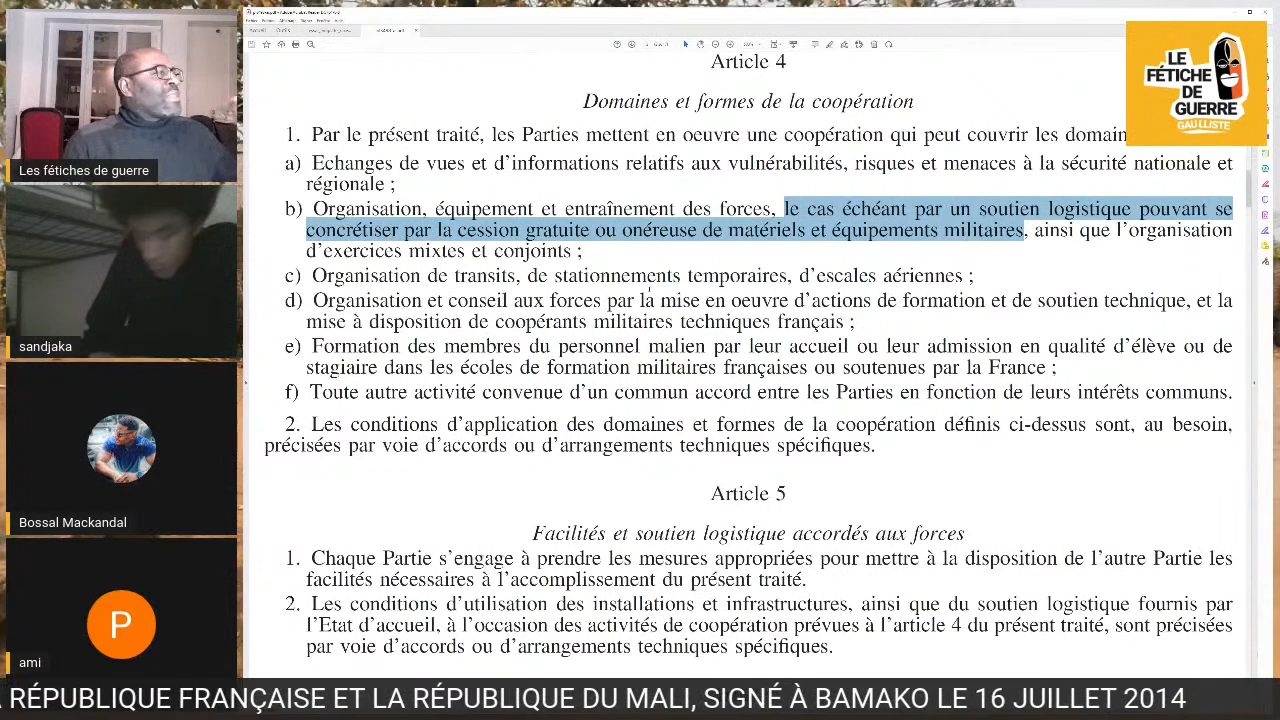 Les fétiches de guerre
sandjaka
Bossal Mackandal
P
ami
LE
FÉTICHE
DE
GUERRE
GAULLISTE
Article 4
Domaines et formes de la coopération
1. Par le présent traité, les Parties mettent en oeuvre une coopération qui peut couvrir les domain
a) Echanges de vues et d’informations relatifs aux vulnérabilités, risques et menaces à la sécurité nationale et
régionale ;
b) Organisation, équipement et entraînement des forces, le cas échéant par un soutien logistique pouvant se
concrétiser par la cession gratuite ou onéreuse de matériels et équipements militaires, ainsi que l’organisation
d’exercices mixtes et conjoints ;
c) Organisation de transits, de stationnements temporaires, d’escales aériennes ;
d) Organisation et conseil aux forces par la mise en oeuvre d’actions de formation et de soutien technique, et la
mise à disposition de coopérants militaires techniques français ;
e) Formation des membres du personnel malien par leur accueil ou leur admission en qualité d’élève ou de
stagiaire dans les écoles de formation militaires françaises ou soutenues par la France ;
f) Toute autre activité convenue d’un commun accord entre les Parties en fonction de leurs intérêts communs.
2. Les conditions d’application des domaines et formes de la coopération définis ci-dessus sont, au besoin,
précisées par voie d’accords ou d’arrangements techniques spécifiques.
Article 5
Facilités et soutien logistique accordés aux forces
1. Chaque Partie s’engage à prendre les mesures appropriées pour mettre à la disposition de l’autre Partie les
facilités nécessaires à l’accomplissement du présent traité.
2. Les conditions d’utilisation des installations et infrastructures, ainsi que du soutien logistique fournis par
l’Etat d’accueil, à l’occasion des activités de coopération prévues à l’article 4 du présent traité, sont précisées
par voie d’accords ou d’arrangements techniques spécifiques.
RÉPUBLIQUE FRANÇAISE ET LA RÉPUBLIQUE DU MALI, SIGNÉ À BAMAKO LE 16 JUILLET 2014